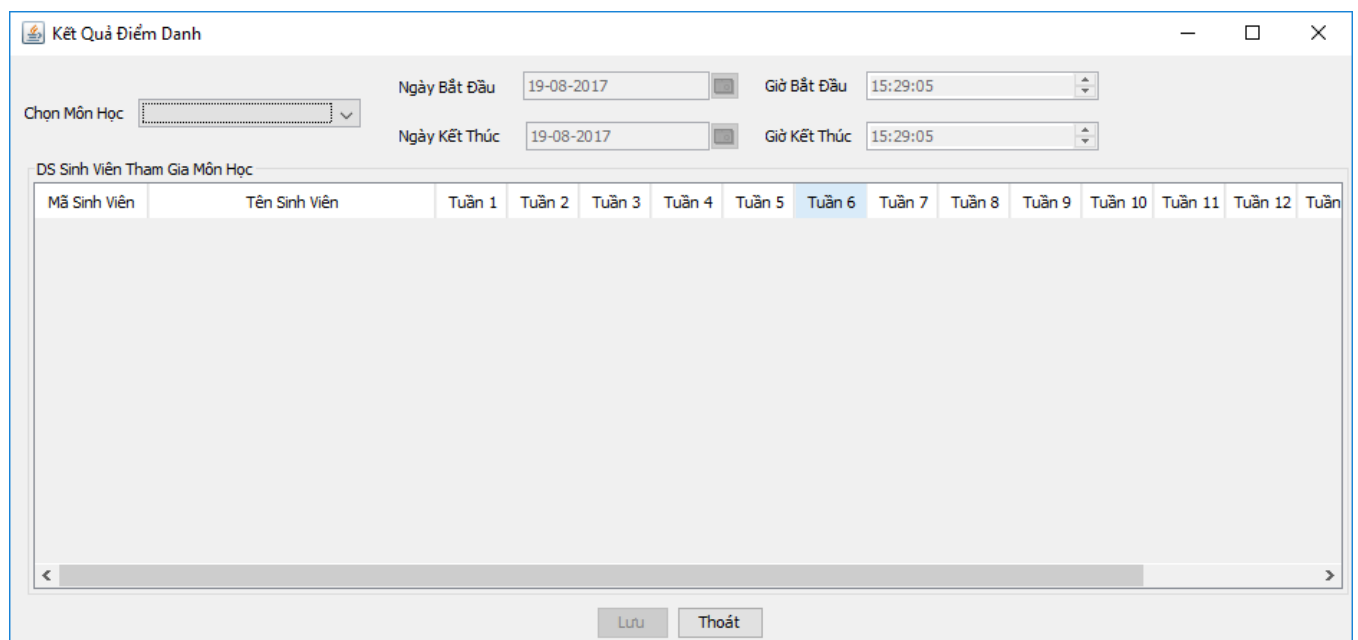 Kết Quả Điểm Danh
Ngày Bắt Đầu 19-08-2017 Giờ Bắt Đầu 15:29:05
Chọn Môn Học
Ngày Kết Thúc 19-08-2017 Giờ Kết Thúc 15:29:05
DS Sinh Viên Tham Gia Môn Học
Mã Sinh Viên Tên Sinh Viên Tuần 1 Tuần 2 Tuần 3 Tuần 4 Tuần 5 Tuần 6 Tuần 7 Tuần 8 Tuần 9 Tuần 10 Tuần 11 Tuần 12 Tuần
Lưu Thoát